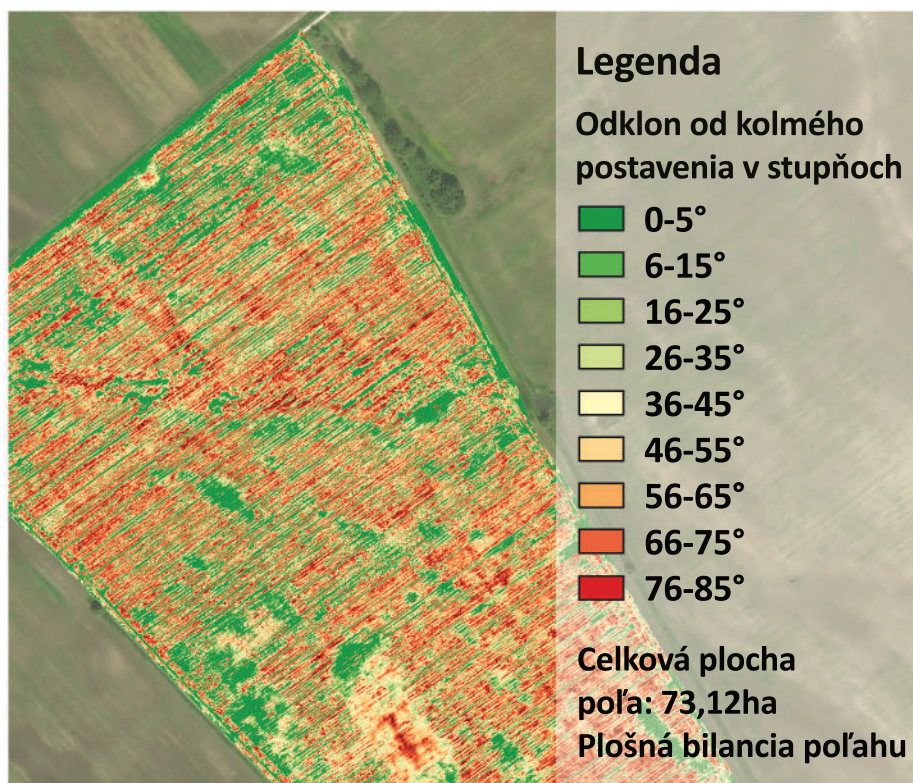 Legenda
Odklon od kolmého
postavenia v stupňoch
0-5°
6-15°
16-25°
26-35°
36-45°
46-55°
56-65°
66-75°
76-85°
Celková plocha
poľa: 73,12ha
Plošná bilancia poľahu